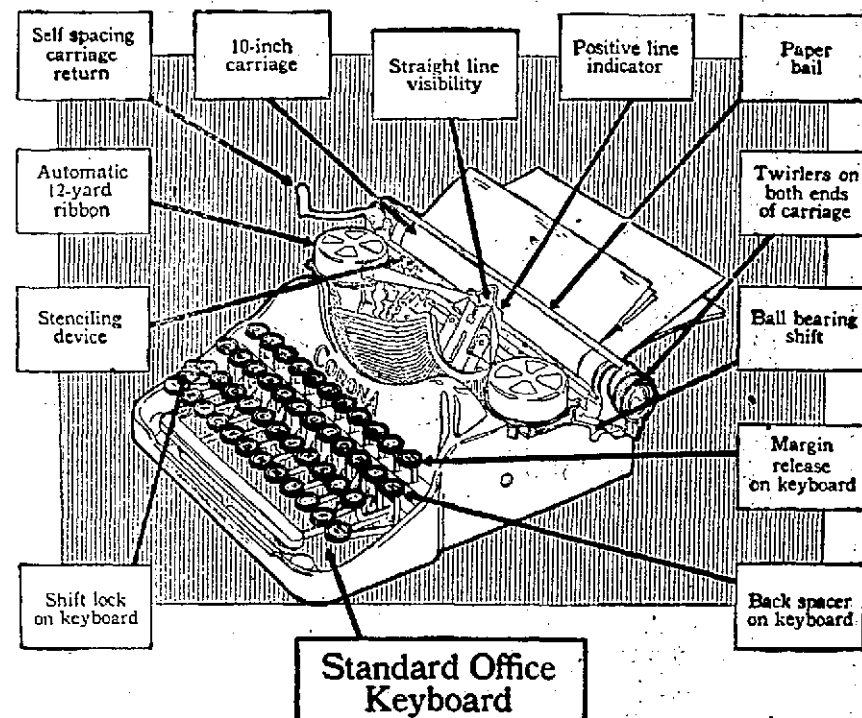 Self spacing
carriage
return
10-inch
carriage
Straight line
visibility
Positive line
indicator
Paper
bail
Automatic
12-yard
ribbon
Twirlers on
both ends
of carriage
Stenciling
device
Ball bearing
shift
CORONA
Margin
release
on keyboard
Shift lock
on keyboard
Back spacer
on keyboard
Standard Office
Keyboard